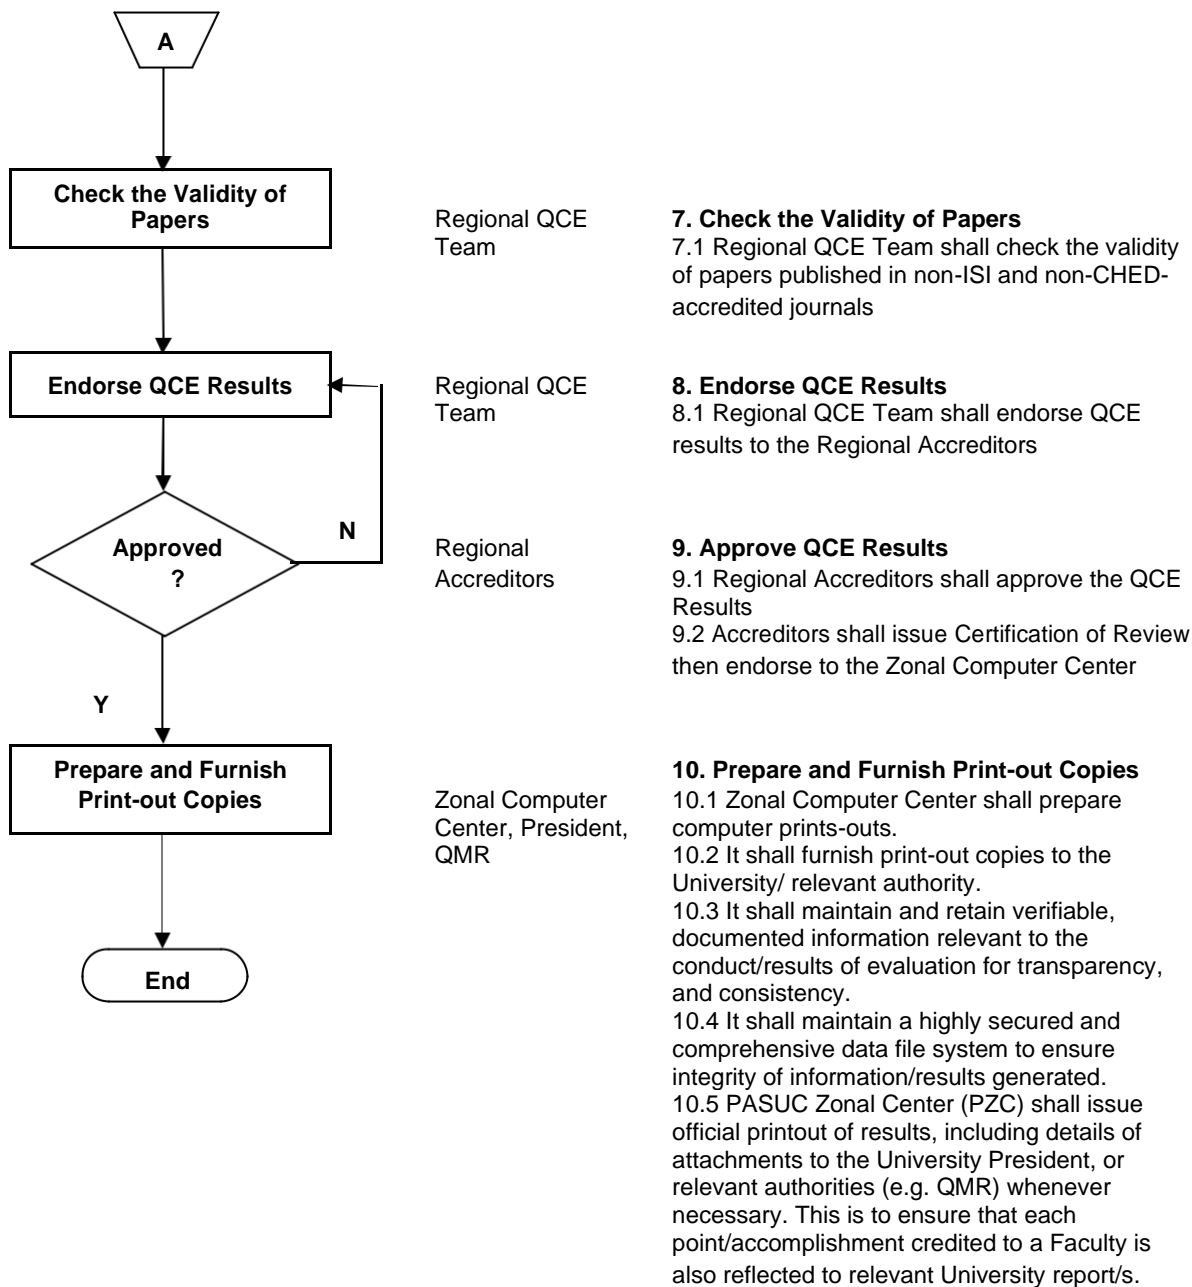 A
Check the Validity of
Papers
Regional QCE
Team
7. Check the Validity of Papers
7.1 Regional QCE Team shall check the validity
of papers published in non-ISI and non-CHED-
accredited journals
Endorse QCE Results
Regional QCE
Team
8. Endorse QCE Results
8.1 Regional QCE Team shall endorse QCE
results to the Regional Accreditors
Approved
?
N
Y
Regional
Accreditors
9. Approve QCE Results
9.1 Regional Accreditors shall approve the QCE
Results
9.2 Accreditors shall issue Certification of Review
then endorse to the Zonal Computer Center
Prepare and Furnish
Print-out Copies
Zonal Computer
Center, President,
QMR
10. Prepare and Furnish Print-out Copies
10.1 Zonal Computer Center shall prepare
computer prints-outs.
10.2 It shall furnish print-out copies to the
University/ relevant authority.
10.3 It shall maintain and retain verifiable,
documented information relevant to the
conduct/results of evaluation for transparency,
and consistency.
10.4 It shall maintain a highly secured and
comprehensive data file system to ensure
integrity of information/results generated.
10.5 PASUC Zonal Center (PZC) shall issue
official printout of results, including details of
attachments to the University President, or
relevant authorities (e.g. QMR) whenever
necessary. This is to ensure that each
point/accomplishment credited to a Faculty is
also reflected to relevant University report/s.
End